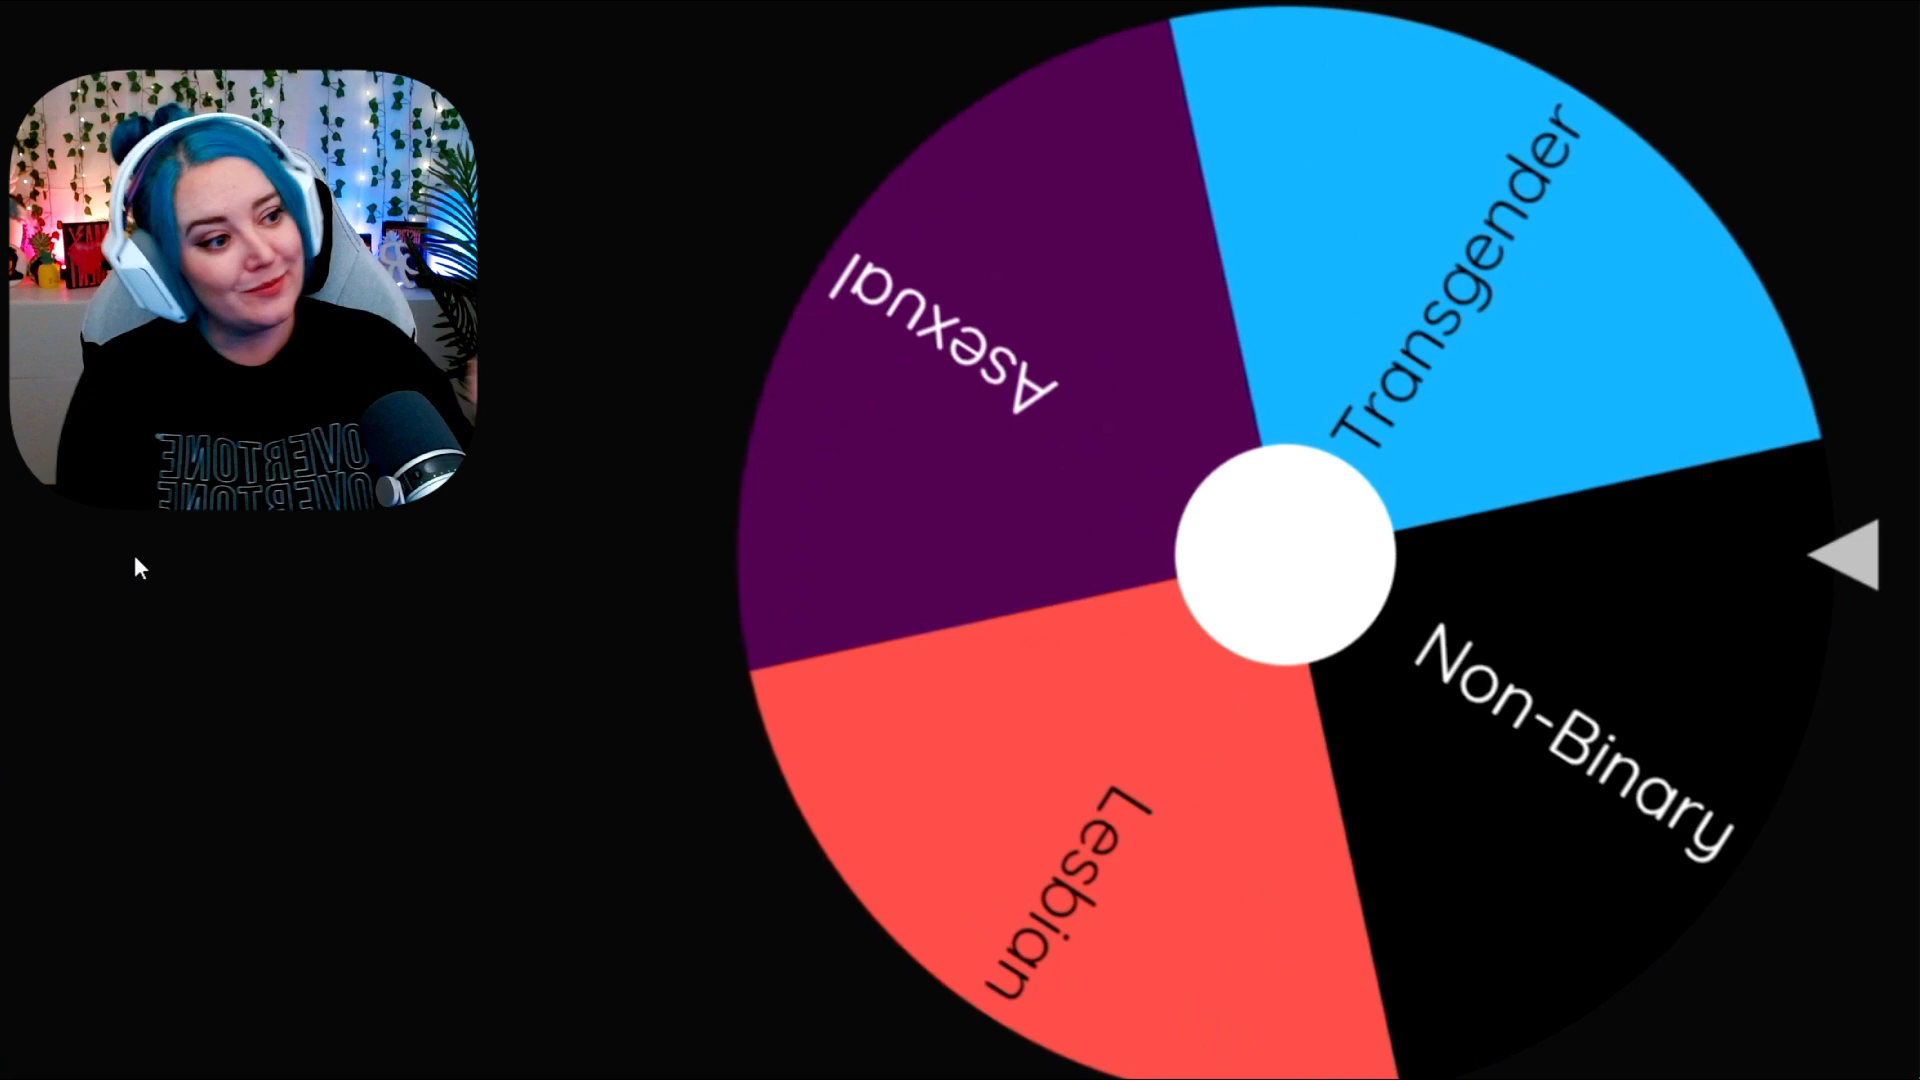 OVERTONE
OVERTONE
Asexual
Transgender
Non-Binary
Lesbian